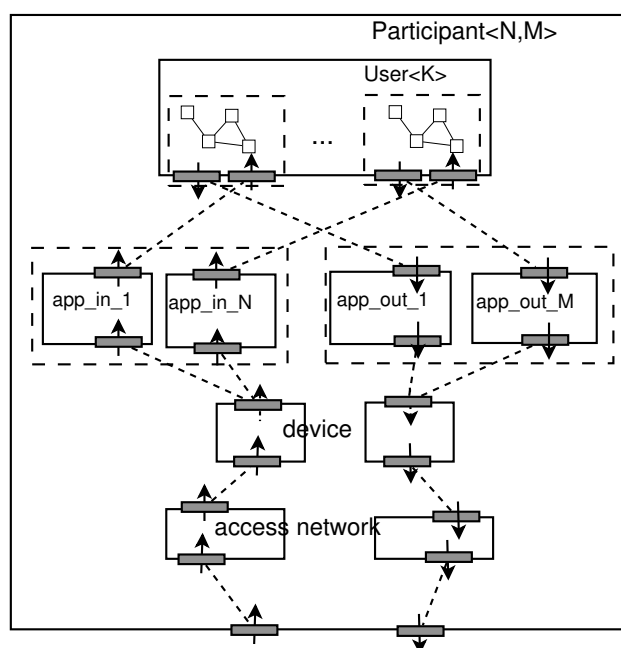 Participant<N,M>
User<K>
...
app_in_1
app_in_N
app_out_1
app_out_M
device
access network